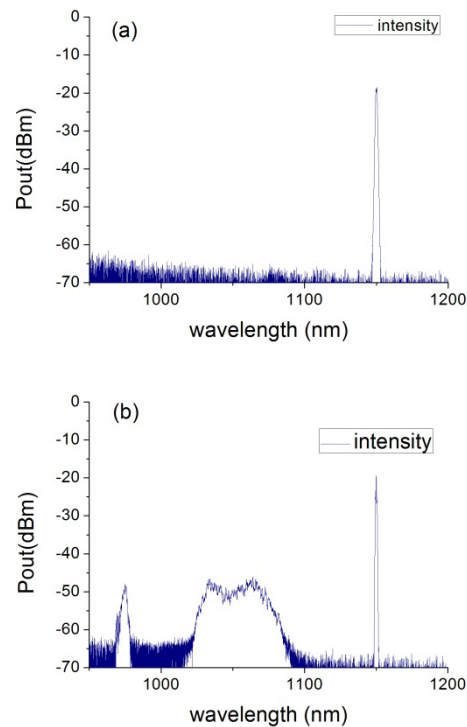 (a)
intensity
0
-10
-20
-30
-40
-50
-60
-70
Pout(dBm)
1000 1100 1200
wavelength (nm)
(b)
intensity
0
-10
-20
-30
-40
-50
-60
-70
Pout(dBm)
1000 1100 1200
wavelength (nm)